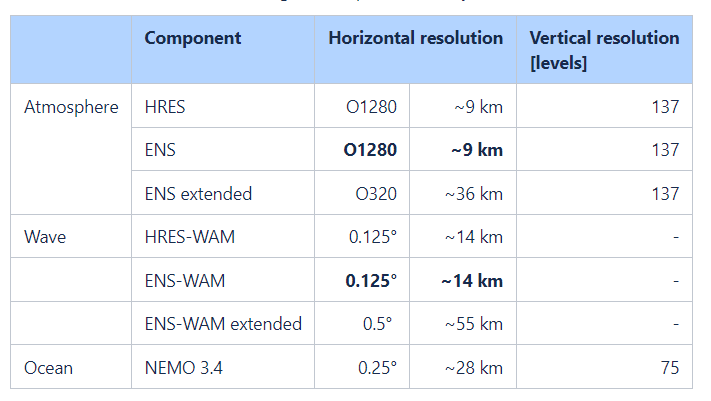 Component Horizontal resolution Vertical resolution
[levels]
Atmosphere HRES O1280 ~9 km 137
ENS O1280 ~9 km 137
ENS extended O320 ~36 km 137
Wave HRES-WAM 0.125° ~14 km -
ENS-WAM 0.125° ~14 km -
ENS-WAM extended 0.5° ~55 km -
Ocean NEMO 3.4 0.25° ~28 km 75